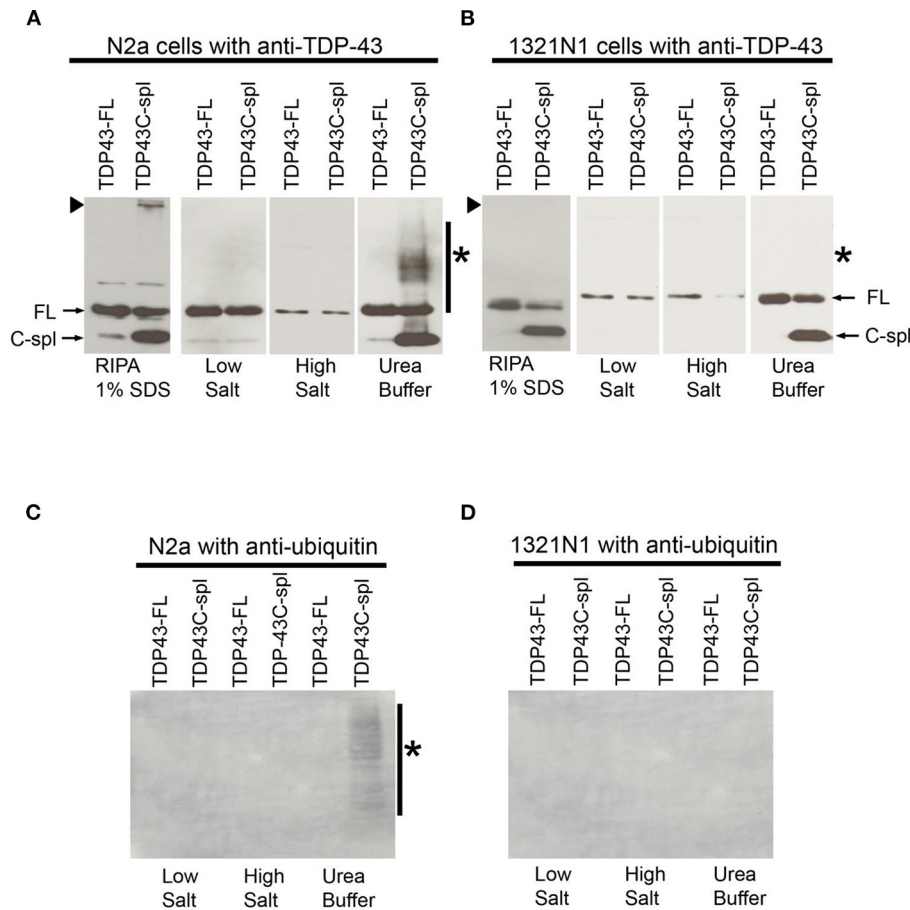 A
N2a cells with anti-TDP-43
TDP43-FL
TDP43C-spl
TDP43-FL
TDP43C-spl
TDP43-FL
TDP43C-spl
TDP43-FL
TDP43C-spl
*
FL
C-spl
RIPA
1% SDS
Low
Salt
High
Salt
Urea
Buffer
B
1321N1 cells with anti-TDP-43
TDP43-FL
TDP43C-spl
TDP43-FL
TDP43C-spl
TDP43-FL
TDP43C-spl
TDP43-FL
TDP43C-spl
*
FL
C-spl
RIPA
1% SDS
Low
Salt
High
Salt
Urea
Buffer
C
N2a with anti-ubiquitin
TDP43-FL
TDP43C-spl
TDP43-FL
TDP-43C-spl
TDP43-FL
TDP43C-spl
*
Low
Salt
High
Salt
Urea
Buffer
D
1321N1 with anti-ubiquitin
TDP43-FL
TDP43C-spl
TDP43-FL
TDP43C-spl
TDP43-FL
TDP43C-spl
Low
Salt
High
Salt
Urea
Buffer